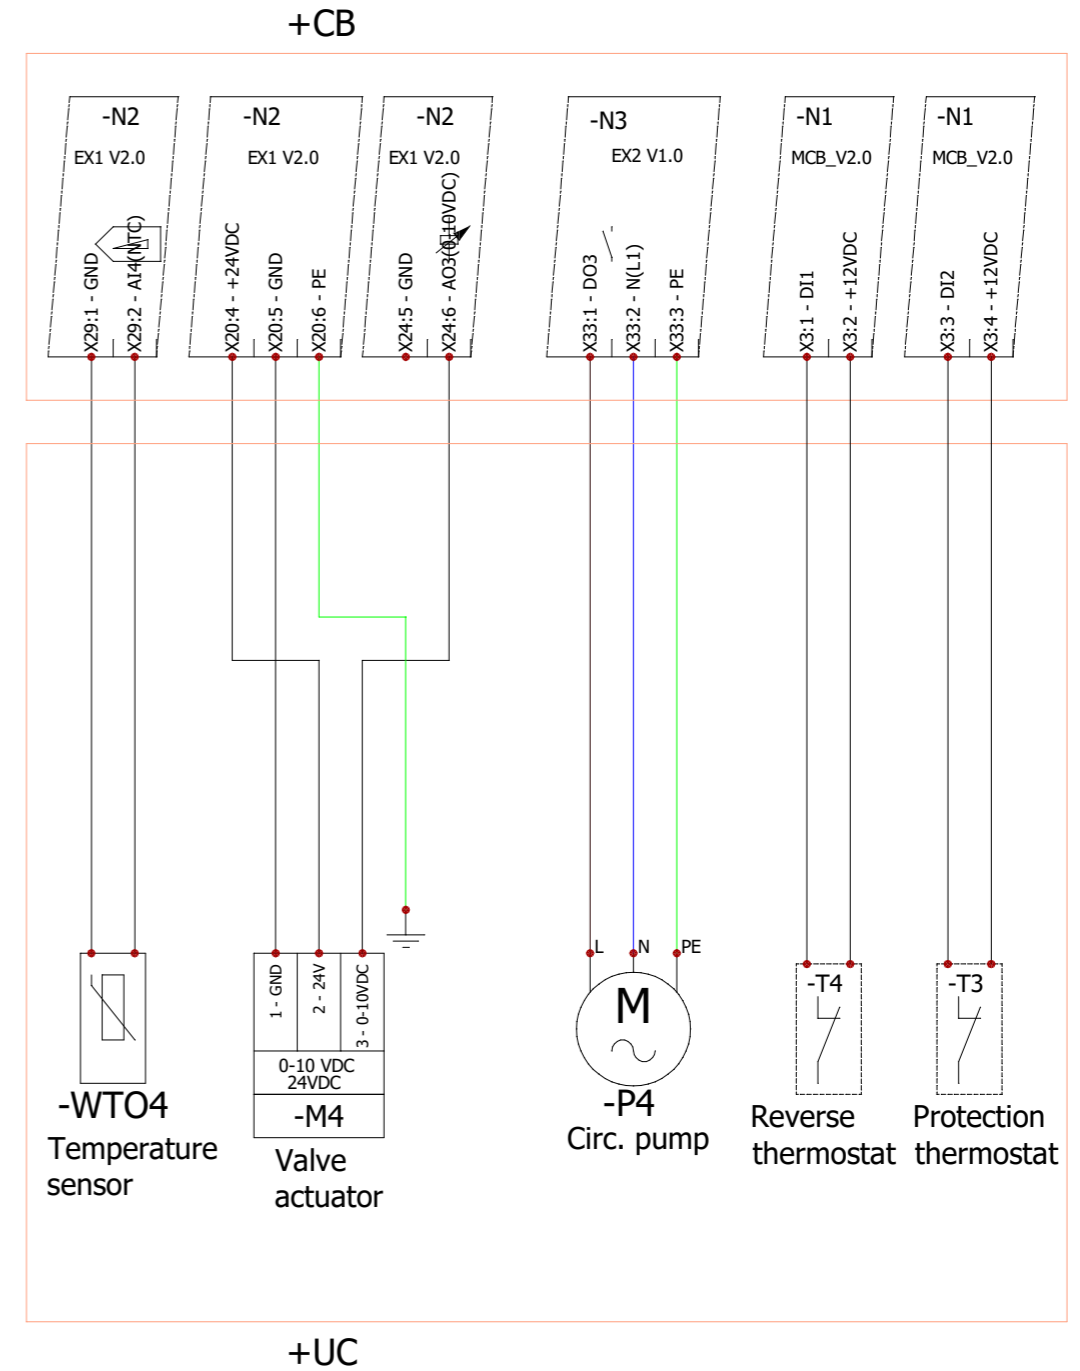 +CB
-N2
-N2
-N2
-N3
-N1
-N1
EX1 V2.0
EX1 V2.0
EX1 V2.0
EX2 V1.0
MCB_V2.0
MCB_V2.0
X29:1 - GND
X29:2 - AI4(NTC)
X20:4 - +24VDC
X20:5 - GND
X20:6 - PE
X24:5 - GND
X24:6 - AO3(0-10VDC)
X33:1 - DO3
X33:2 - N(L1)
X33:3 - PE
X3:1 - DI1
X3:2 - +12VDC
X3:3 - DI2
X3:4 - +12VDC
L
N
PE
1 - GND
2 - 24V
3 - 0-10VDC
0-10 VDC
24VDC
-M4
Valve
actuator
-WTO4
Temperature
sensor
M
-P4
Circ. pump
-T4
Reverse
thermostat
-T3
Protection
thermostat
+UC